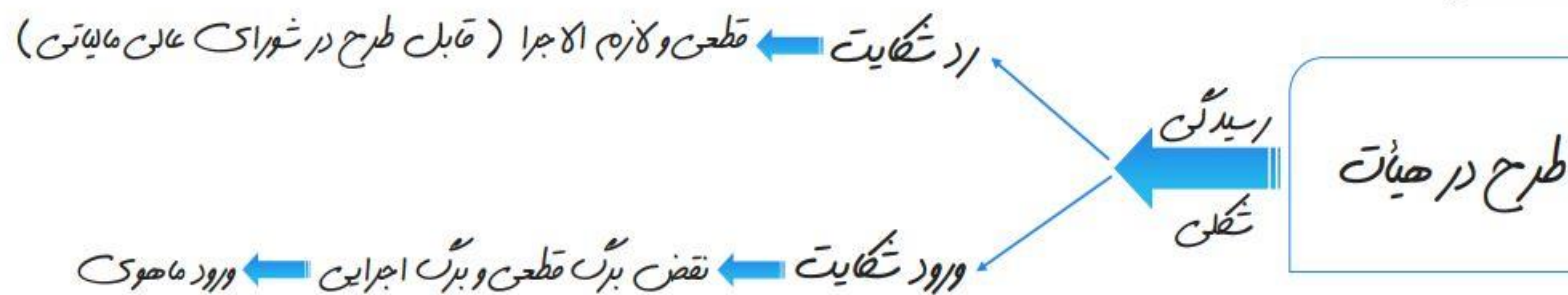 طرح در هیأت
رسیدگی
شکلی
رد شکایت قطعی و لازم الاجرا ( قابل طرح در شورای عالی مالیاتی )
ورود شکایت نقض برگ قطعی و برگ اجرایی ورود ماهوی